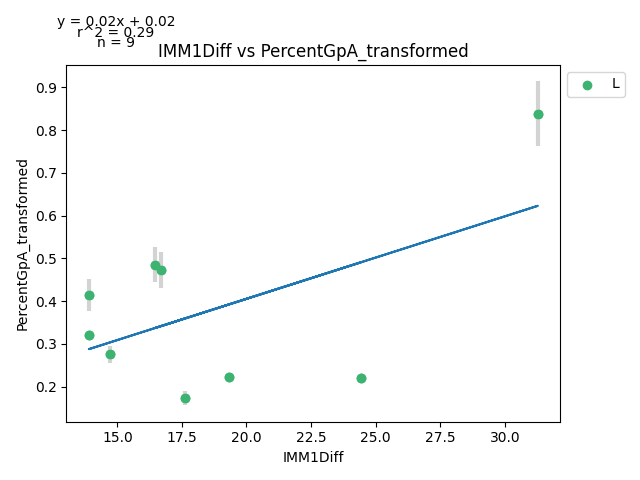 y = 0.02x + 0.02
r^2 = 0.29
n = 9
IMM1Diff vs PercentGpA_transformed
L
PercentGpA_transformed
0.9
0.8
0.7
0.6
0.5
0.4
0.3
0.2
15.0 17.5 20.0 22.5 25.0 27.5 30.0
IMM1Diff